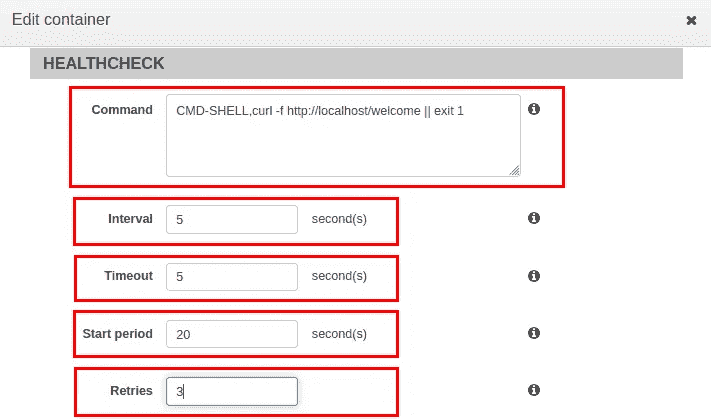 Edit container
HEALTHCHECK
Command CMD-SHELL,curl -f http://localhost/welcome || exit 1
Interval 5 second(s)
Timeout 5 second(s)
Start period 20 second(s)
Retries 3